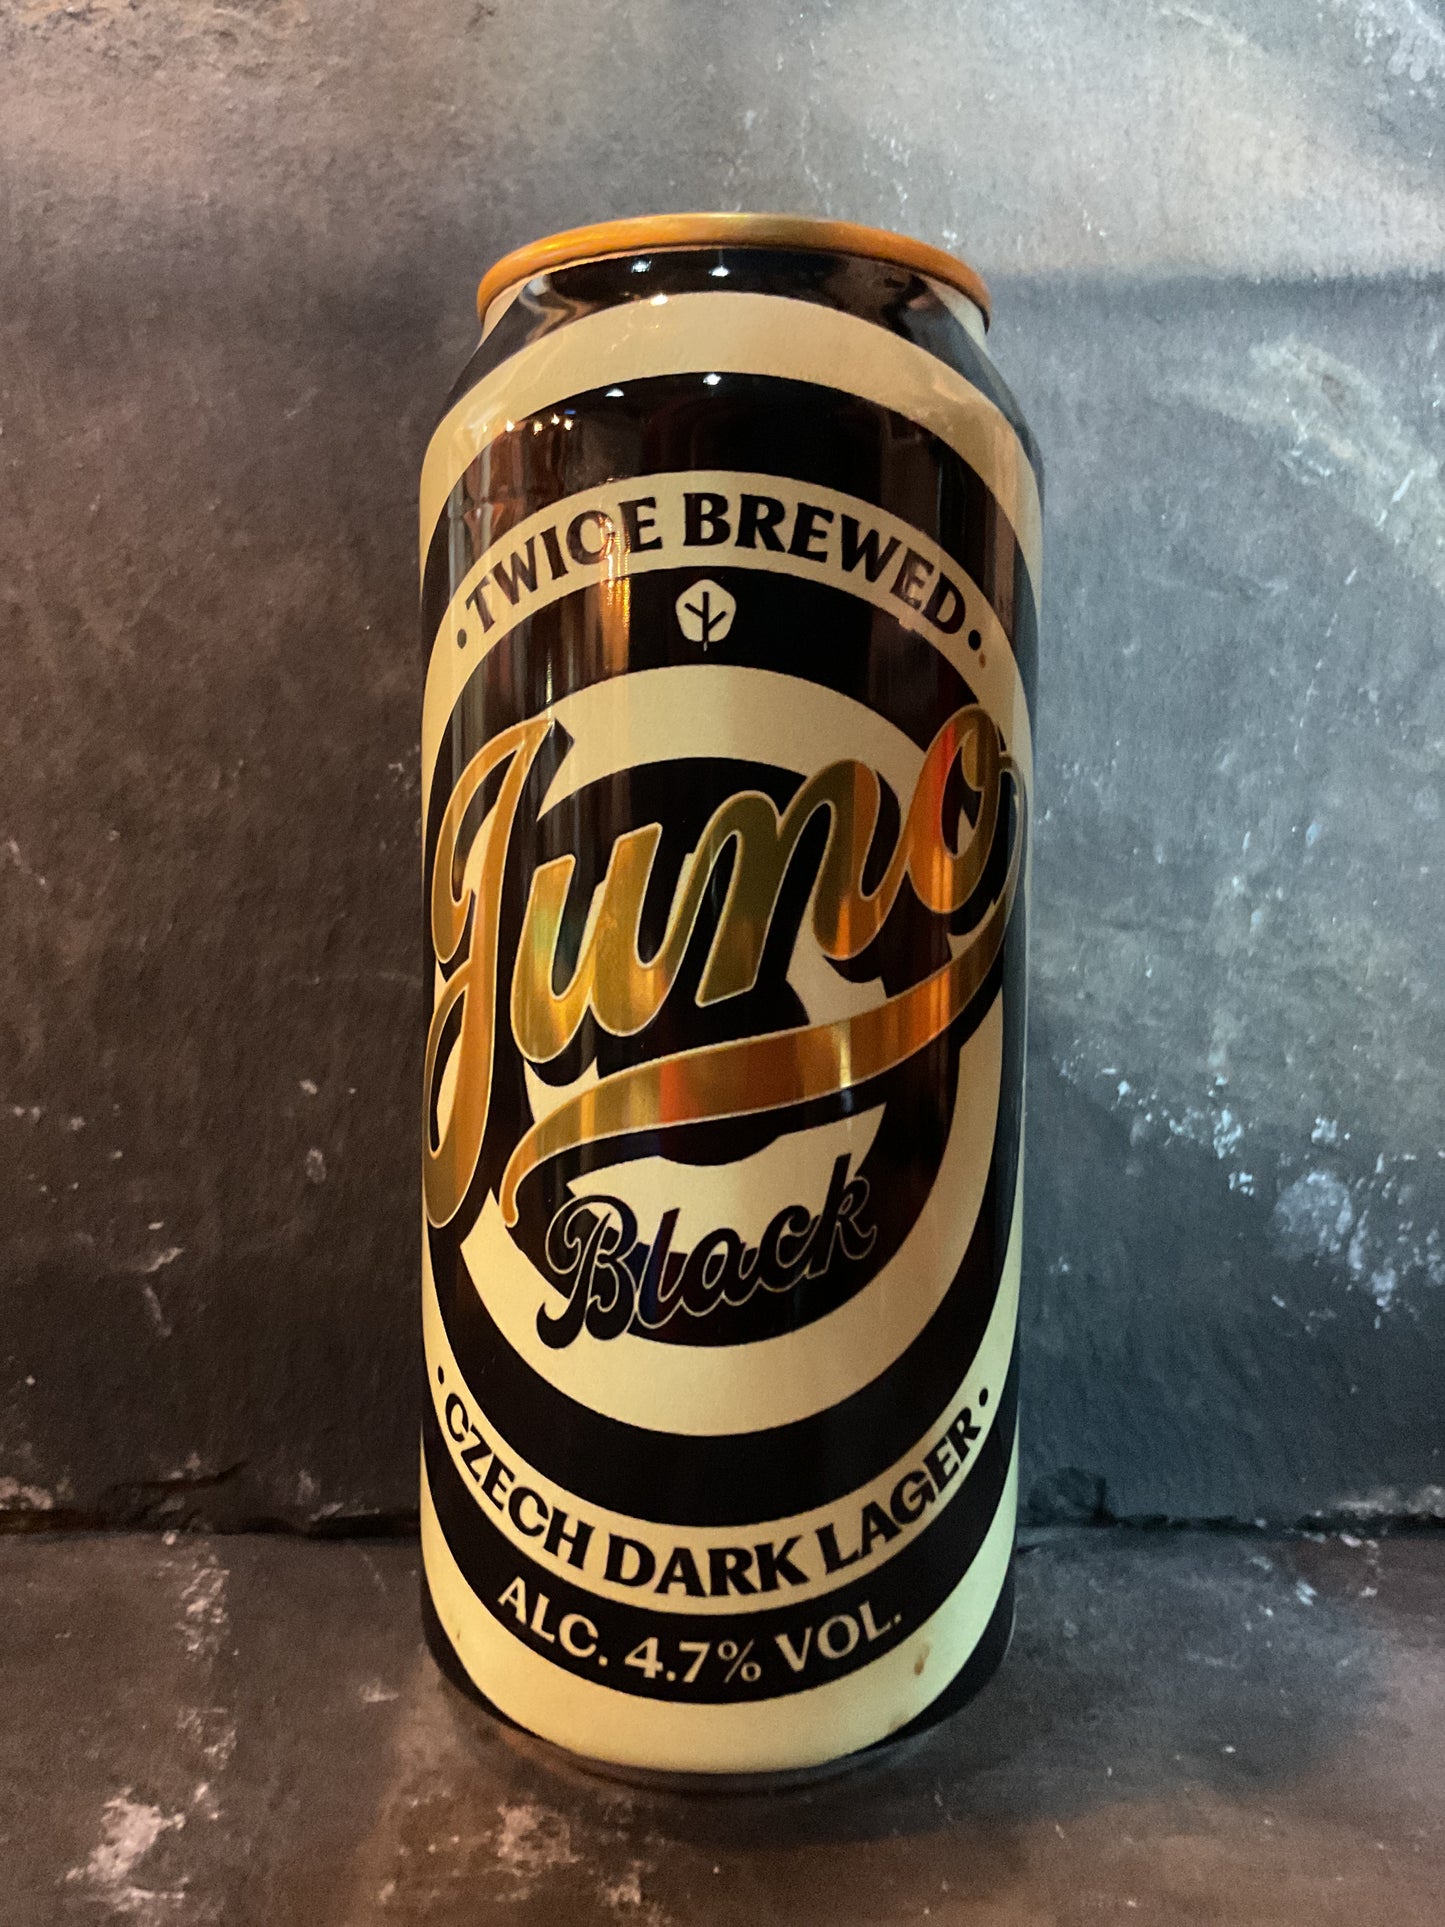 • TWICE BREWED •
Juno
Black
• CZECH DARK LAGER •
ALC. 4.7% VOL.